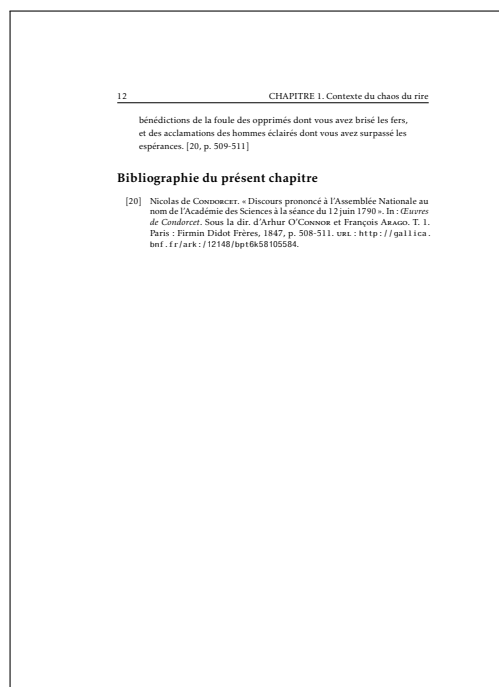 12 CHAPITRE 1. Contexte du chaos du rire
bénédictions de la foule des opprimés dont vous avez brisé les fers,
et des acclamations des hommes éclairés dont vous avez surpassé les
espérances. [20, p. 509-511]
Bibliographie du présent chapitre
[20] Nicolas de Condorcet. « Discours prononcé à l’Assemblée Nationale au
nom de l’Académie des Sciences à la séance du 12 juin 1790 ». In : Œuvres
de Condorcet. Sous la dir. d’Arhur O’Connor et François Arago. T. 1.
Paris : Firmin Didot Frères, 1847, p. 508-511. url : http://gallica.
bnf.fr/ark:/12148/bpt6k58105584.